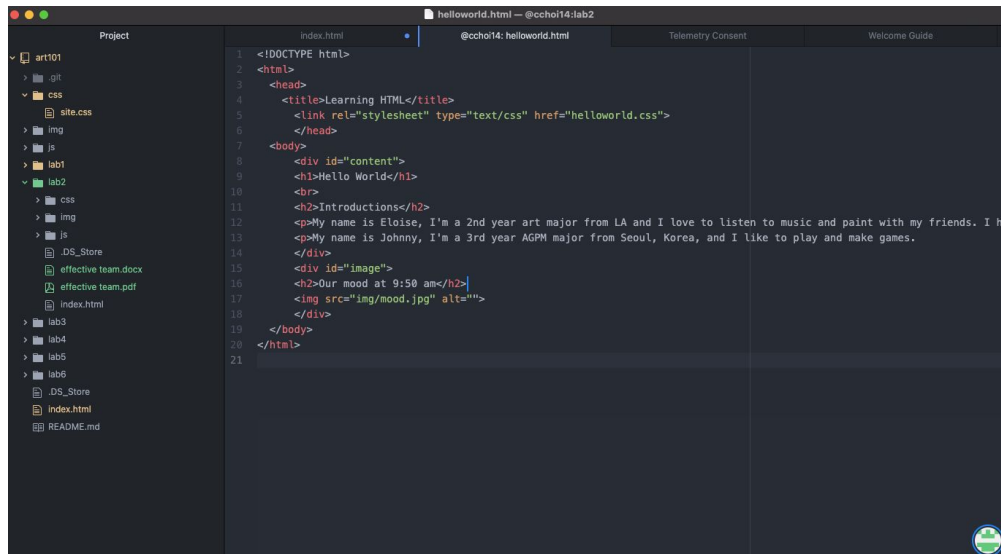 helloworld.html — @cchoi14:lab2
Project
index.html
@cchoi14: helloworld.html
Telemetry Consent
Welcome Guide
art101
.git
css
site.css
img
js
lab1
lab2
css
img
js
.DS_Store
effective team.docx
effective team.pdf
index.html
lab3
lab4
lab5
lab6
.DS_Store
index.html
README.md
1 <!DOCTYPE html>
2 <html>
3 <head>
4 <title>Learning HTML</title>
5 <link rel="stylesheet" type="text/css" href="helloworld.css">
6 </head>
7 <body>
8 <div id="content">
9 <h1>Hello World</h1>
10 <br>
11 <h2>Introductions</h2>
12 <p>My name is Eloise, I'm a 2nd year art major from LA and I love to listen to music and paint with my friends. I h
13 <p>My name is Johnny, I'm a 3rd year AGPM major from Seoul, Korea, and I like to play and make games.
14 </div>
15 <div id="image">
16 <h2>Our mood at 9:50 am</h2>
17 <img src="img/mood.jpg" alt="">
18 </div>
19 </body>
20 </html>
21